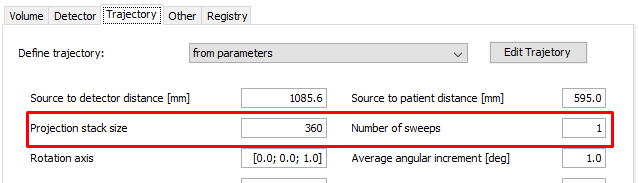 Volume Detector Trajectory Other Registry
Define trajectory: from parameters Edit Trajetory
Source to detector distance [mm] 1085.6 Source to patient distance [mm] 595.0
Projection stack size 360 Number of sweeps 1
Rotation axis [0.0; 0.0; 1.0] Average angular increment [deg] 1.0